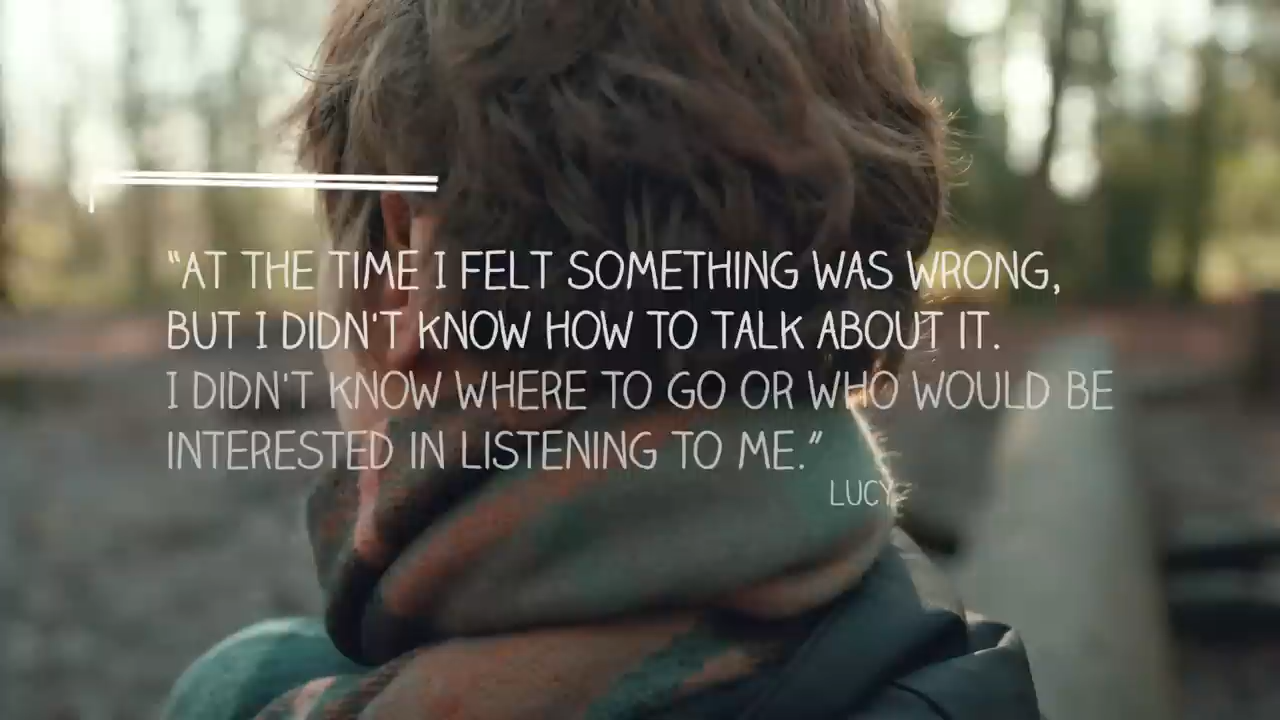 “AT THE TIME I FELT SOMETHING WAS WRONG,
BUT I DIDN'T KNOW HOW TO TALK ABOUT IT.
I DIDN'T KNOW WHERE TO GO OR WHO WOULD BE
INTERESTED IN LISTENING TO ME.”
LUCY